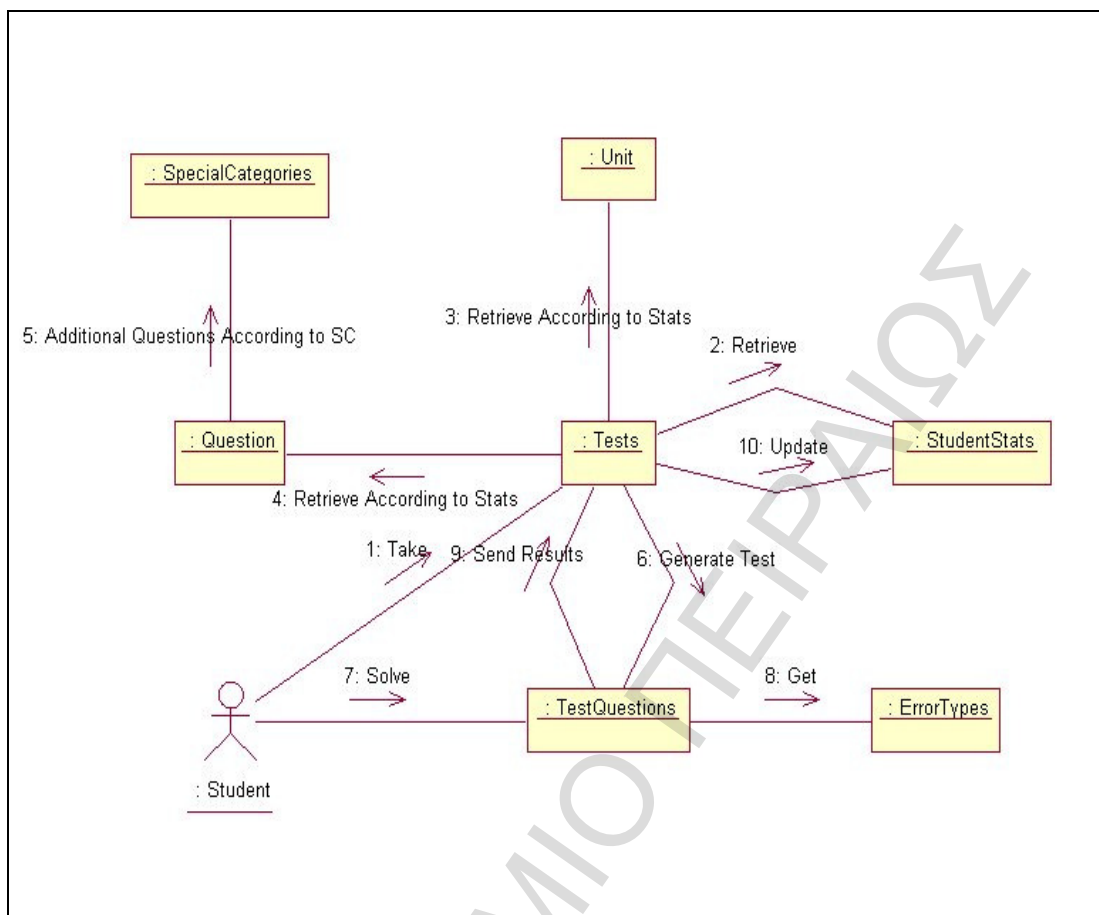 : SpecialCategories
: Unit
5: Additional Questions According to SC
3: Retrieve According to Stats
2: Retrieve
: Question
: Tests
10: Update
: StudentStats
4: Retrieve According to Stats
1: Take
9: Send Results
6: Generate Test
7: Solve
: TestQuestions
8: Get
: ErrorTypes
: Student
ΜΙΟ ΠΕΙΡΑΙΩΣ